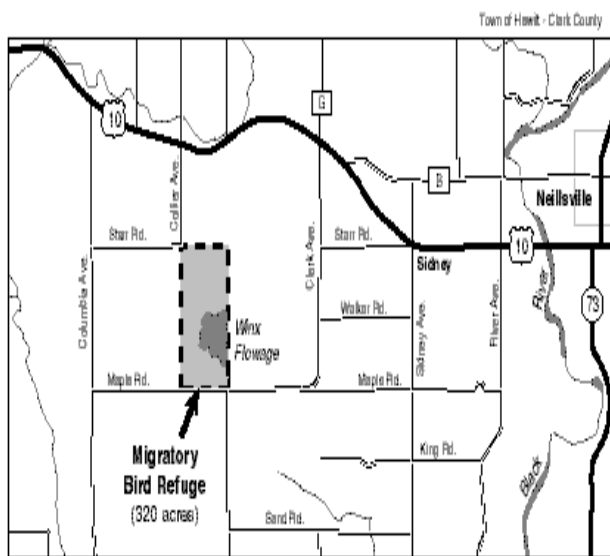 Town of Hewitt - Clark County
G
10
Collier Ave.
B
Neillsville
Starr Rd.
Starr Rd.
Sidney
10
Clark Ave.
Columbia Ave.
River
73
Walker Rd.
Sidney Ave.
River Ave.
Winx
Flowage
Maple Rd.
Maple Rd.
Migratory
Bird Refuge
(320 acres)
King Rd.
Black
Sand Rd.